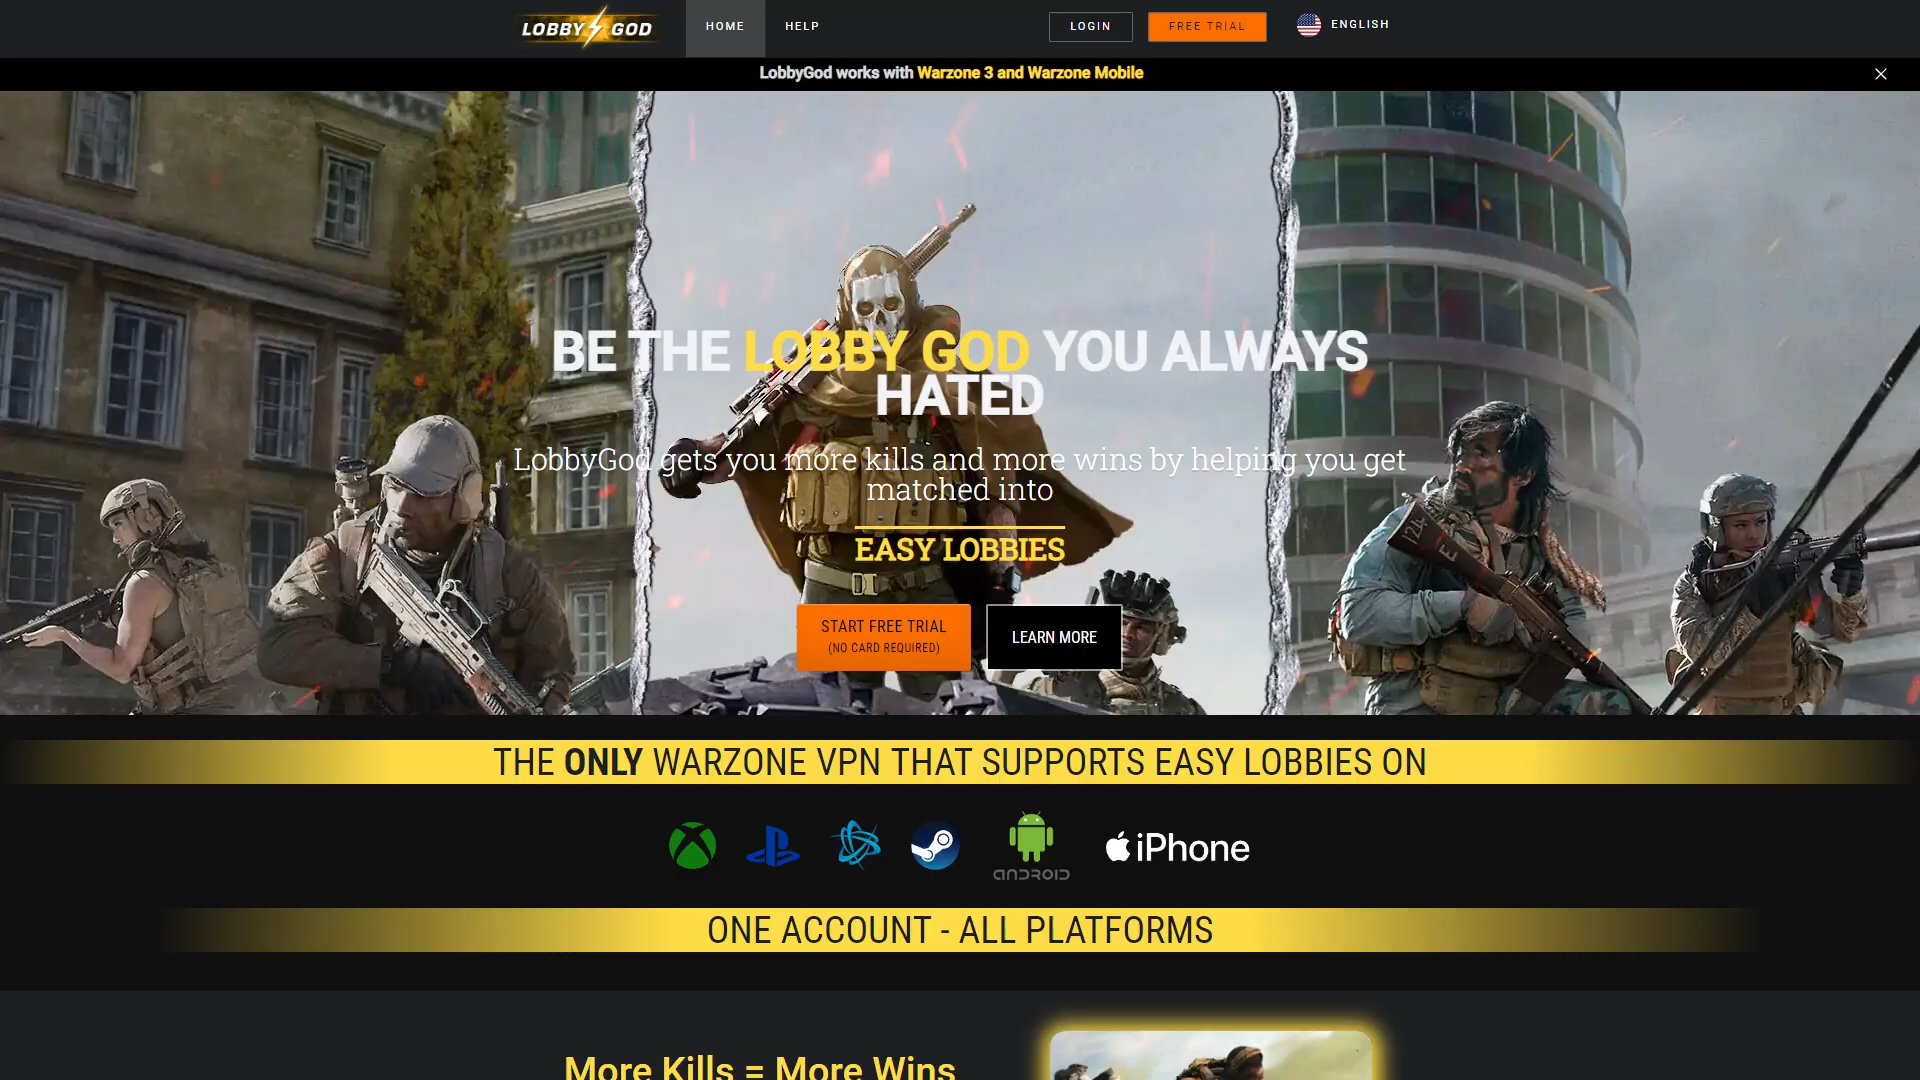 LOBBY GOD
HOME
HELP
LOGIN
FREE TRIAL
ENGLISH
LobbyGod works with Warzone 3 and Warzone Mobile
BE THE LOBBY GOD YOU ALWAYS
HATED
LobbyGod gets you more kills and more wins by helping you get
matched into
EASY LOBBIES
START FREE TRIAL
(NO CARD REQUIRED)
LEARN MORE
124
E
THE ONLY WARZONE VPN THAT SUPPORTS EASY LOBBIES ON
ANDROID
iPhone
ONE ACCOUNT - ALL PLATFORMS
More Kills = More Wins